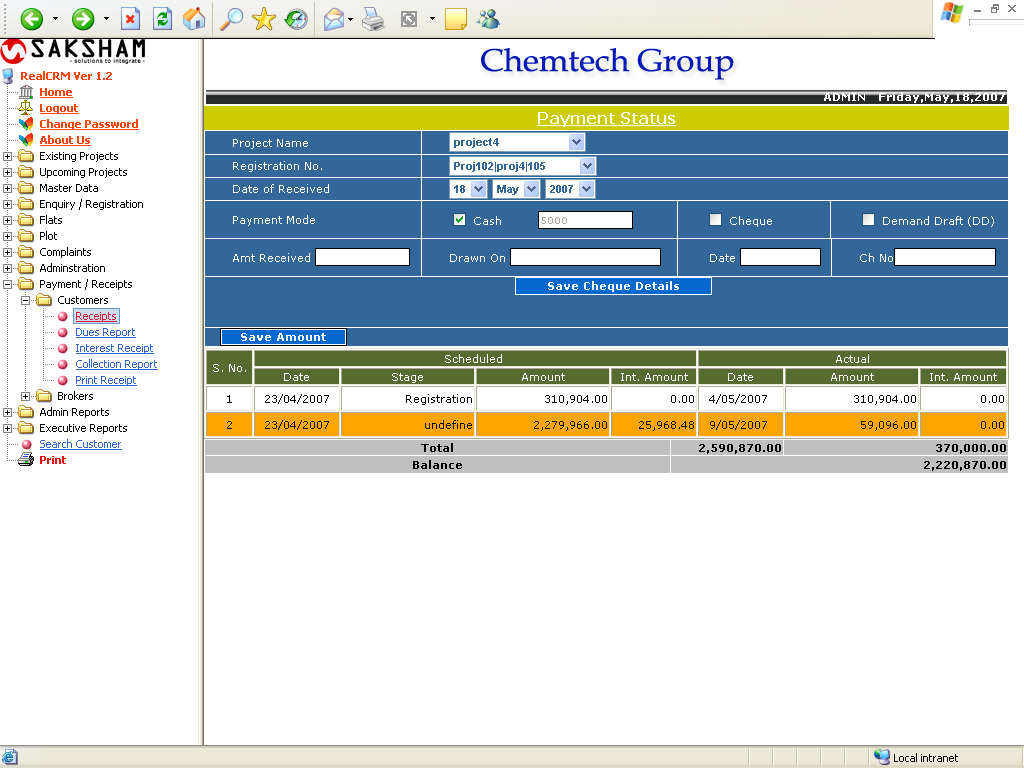 SAKSHAM
- solutions to integrate -
RealCRM Ver 1.2
Home
Logout
Change Password
About Us
Existing Projects
Upcoming Projects
Master Data
Enquiry / Registration
Flats
Plot
Complaints
Adminstration
Payment / Receipts
Customers
Receipts
Dues Report
Interest Receipt
Collection Report
Print Receipt
Brokers
Admin Reports
Executive Reports
Search Customer
Print
Chemtech Group
ADMIN Friday,May,18,2007
Payment Status
Project Name project4
Registration No. Proj102|proj4|105
Date of Received 18 May 2007
Payment Mode Cash 5000 Cheque Demand Draft (DD)
Amt Received Drawn On Date Ch No
Save Cheque Details
Save Amount
S. No. Scheduled Actual
Date Stage Amount Int. Amount Date Amount Int. Amount
1 23/04/2007 Registration 310,904.00 0.00 4/05/2007 310,904.00 0.00
2 23/04/2007 undefine 2,279,966.00 25,968.48 9/05/2007 59,096.00 0.00
Total 2,590,870.00 370,000.00
Balance 2,220,870.00
Local intranet